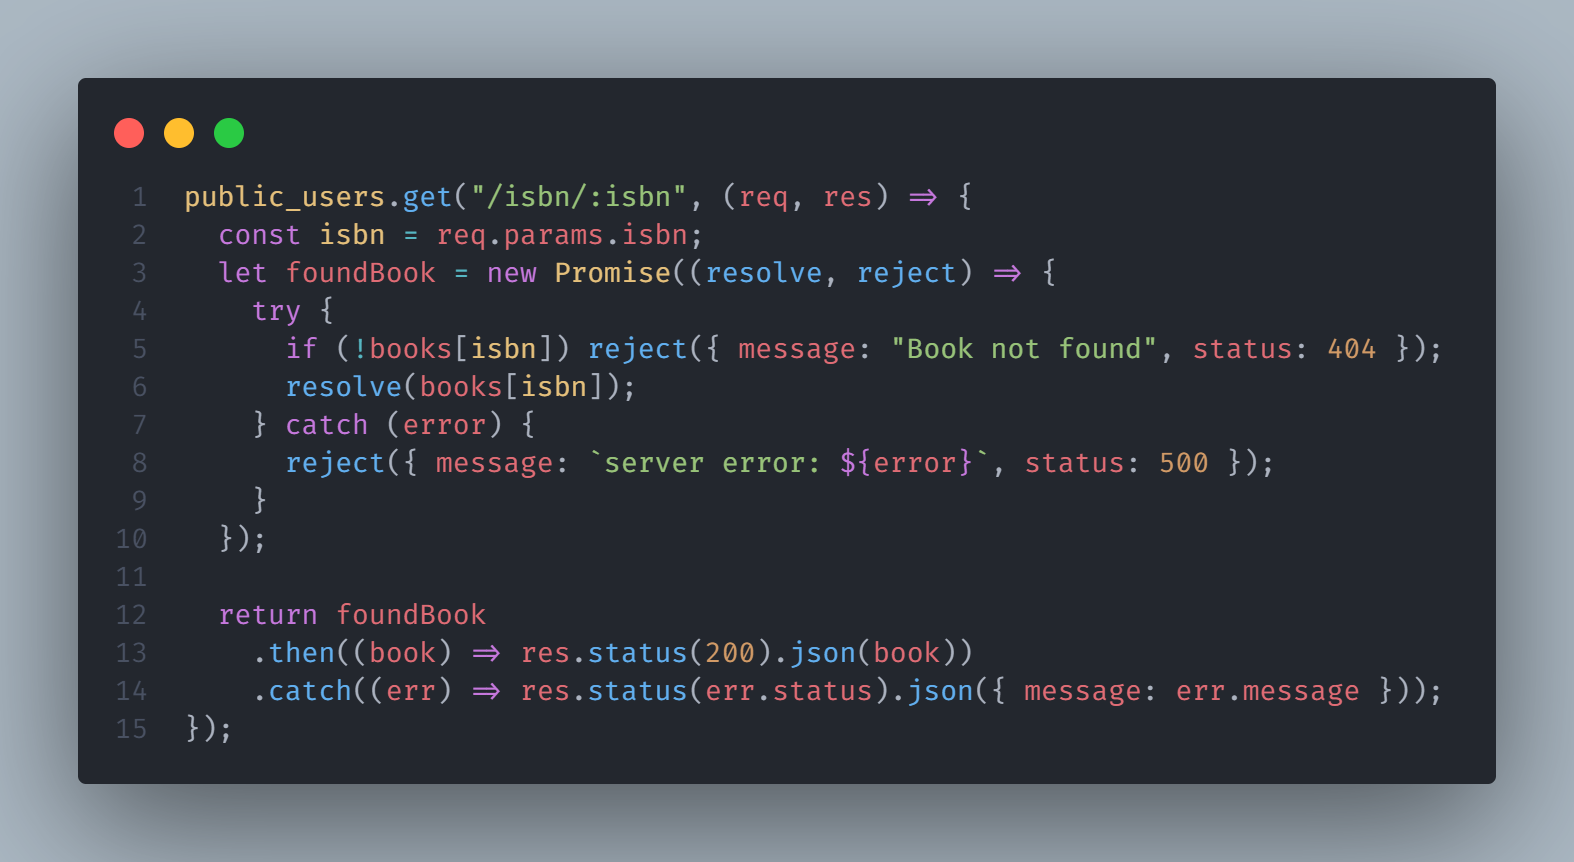 1 public_users.get("/isbn/:isbn", (req, res) => {
2   const isbn = req.params.isbn;
3   let foundBook = new Promise((resolve, reject) => {
4     try {
5       if (!books[isbn]) reject({ message: "Book not found", status: 404 });
6       resolve(books[isbn]);
7     } catch (error) {
8       reject({ message: `server error: ${error}`, status: 500 });
9     }
10   });
11
12   return foundBook
13     .then((book) => res.status(200).json(book))
14     .catch((err) => res.status(err.status).json({ message: err.message }));
15 });